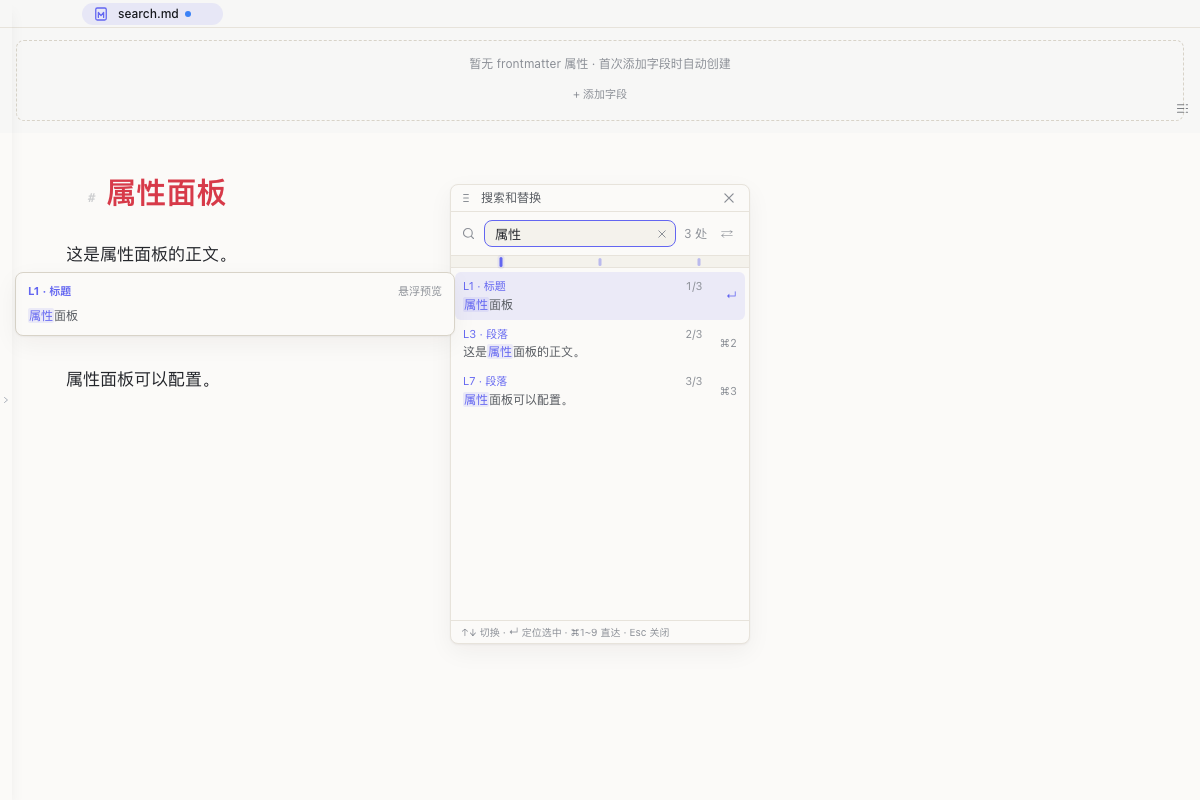 search.md
暂无 frontmatter 属性 · 首次添加字段时自动创建
+ 添加字段
# 属性面板
这是属性面板的正文。
L1 · 标题 悬浮预览
属性面板
属性面板可以配置。
搜索和替换
属性 3 处
L1 · 标题 1/3
属性面板
L3 · 段落 2/3
这是属性面板的正文。 ⌘2
L7 · 段落 3/3
属性面板可以配置。 ⌘3
↑↓ 切换 · ↵ 定位选中 · ⌘1~9 直达 · Esc 关闭